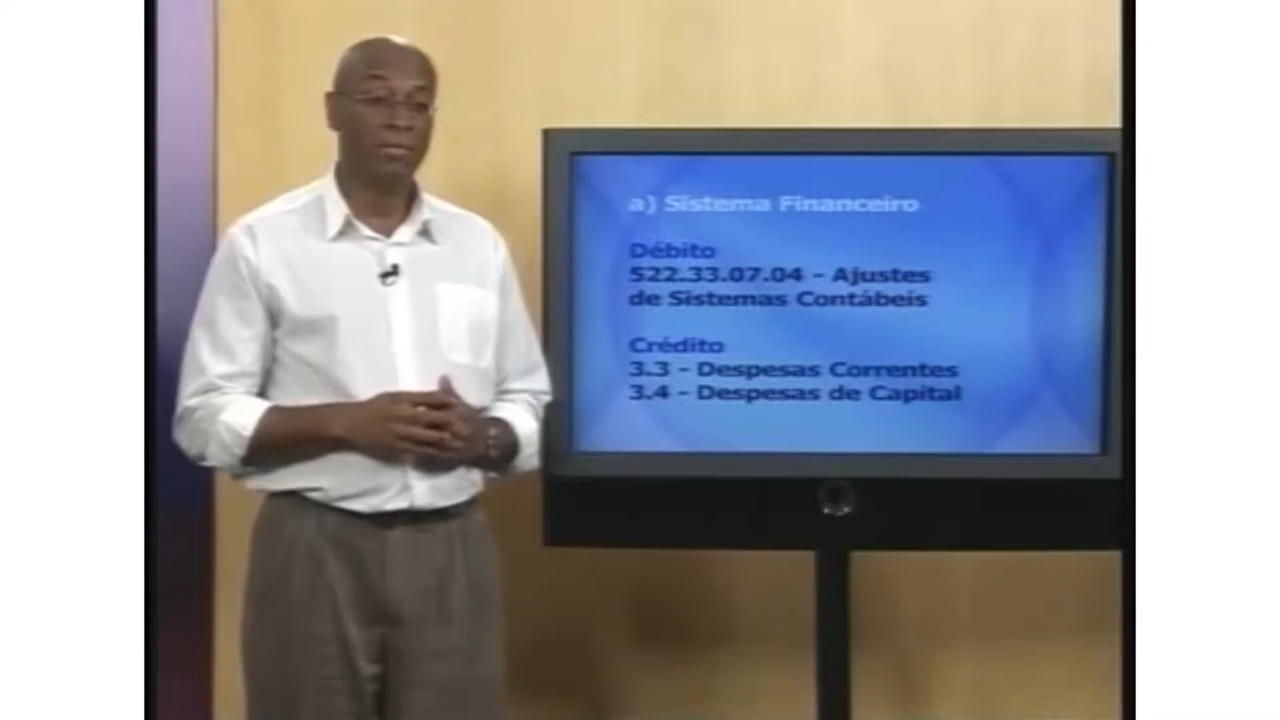 a) Sistema Financeiro
Débito
522.33.07.04 - Ajustes
de Sistemas Contábeis
Crédito
3.3 - Despesas Correntes
3.4 - Despesas de Capital